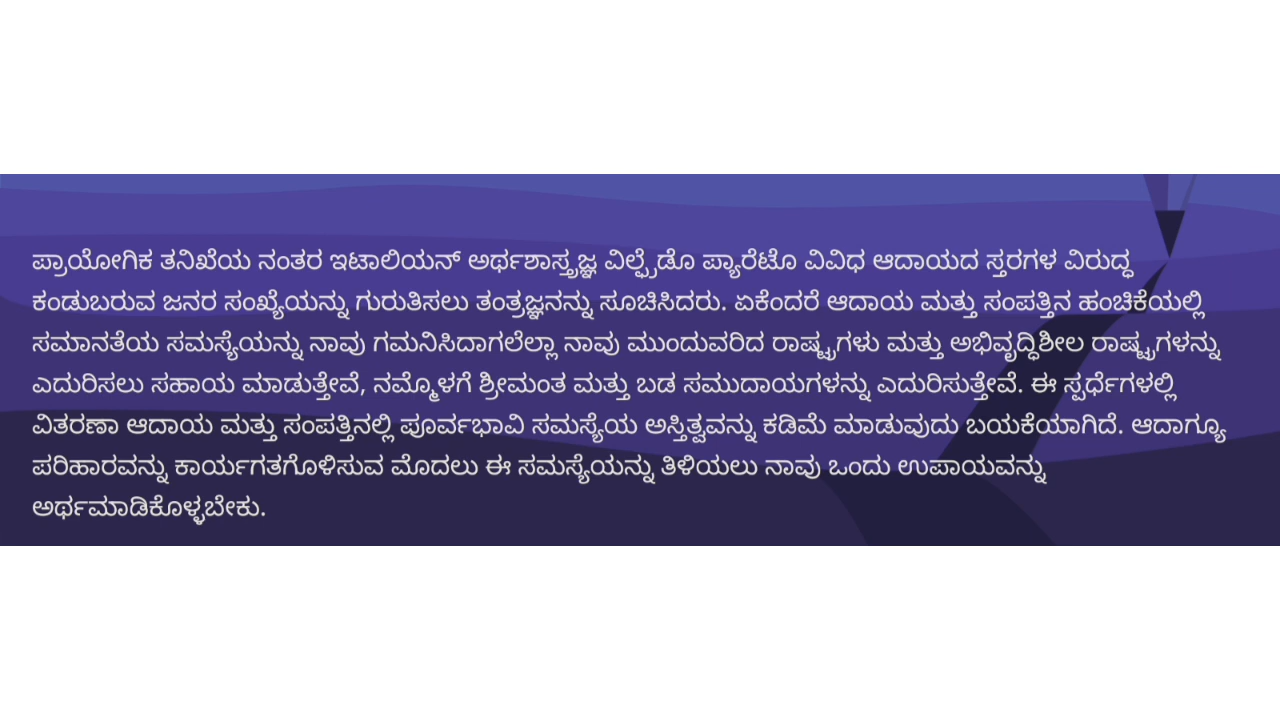 ಪ್ರಾಯೋಗಿಕ ತನಿಖೆಯ ನಂತರ ಇಟಾಲಿಯನ್ ಅರ್ಥಶಾಸ್ತ್ರಜ್ಞ ವಿಲ್ಫ್ರೆಡೊ ಪ್ಯಾರೆಟೊ ವಿವಿಧ ಆದಾಯದ ಸ್ತರಗಳ ವಿರುದ್ಧ
ಕಂಡುಬರುವ ಜನರ ಸಂಖ್ಯೆಯನ್ನು ಗುರುತಿಸಲು ತಂತ್ರಜ್ಞನನ್ನು ಸೂಚಿಸಿದರು. ಏಕೆಂದರೆ ಆದಾಯ ಮತ್ತು ಸಂಪತ್ತಿನ ಹಂಚಿಕೆಯಲ್ಲಿ
ಸಮಾನತೆಯ ಸಮಸ್ಯೆಯನ್ನು ನಾವು ಗಮನಿಸಿದಾಗಲೆಲ್ಲಾ ನಾವು ಮುಂದುವರಿದ ರಾಷ್ಟ್ರಗಳು ಮತ್ತು ಅಭಿವೃದ್ಧಿಶೀಲ ರಾಷ್ಟ್ರಗಳನ್ನು
ಎದುರಿಸಲು ಸಹಾಯ ಮಾಡುತ್ತೇವೆ, ನಮ್ಮೊಳಗೆ ಶ್ರೀಮಂತ ಮತ್ತು ಬಡ ಸಮುದಾಯಗಳನ್ನು ಎದುರಿಸುತ್ತೇವೆ. ಈ ಸ್ಪರ್ಧೆಗಳಲ್ಲಿ
ವಿತರಣಾ ಆದಾಯ ಮತ್ತು ಸಂಪತ್ತಿನಲ್ಲಿ ಪೂರ್ವಭಾವಿ ಸಮಸ್ಯೆಯ ಅಸ್ತಿತ್ವವನ್ನು ಕಡಿಮೆ ಮಾಡುವುದು ಬಯಕೆಯಾಗಿದೆ. ಆದಾಗ್ಯೂ
ಪರಿಹಾರವನ್ನು ಕಾರ್ಯಗತಗೊಳಿಸುವ ಮೊದಲು ಈ ಸಮಸ್ಯೆಯನ್ನು ತಿಳಿಯಲು ನಾವು ಒಂದು ಉಪಾಯವನ್ನು
ಅರ್ಥಮಾಡಿಕೊಳ್ಳಬೇಕು.